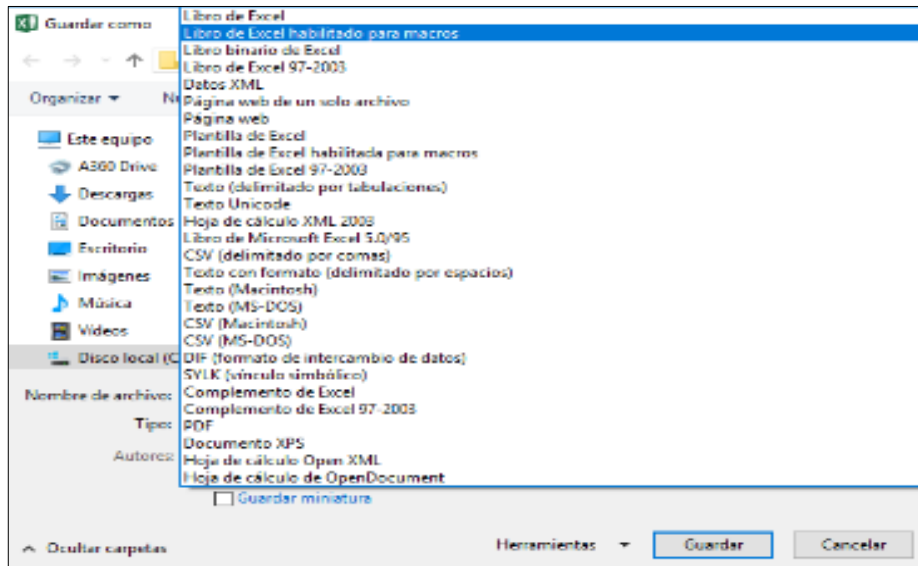 Guardar como
Libro de Excel
Libro de Excel habilitado para macros
Libro binario de Excel
Libro de Excel 97-2003
Datos XML
Página web de un solo archivo
Página web
Plantilla de Excel
Plantilla de Excel habilitada para macros
Plantilla de Excel 97-2003
Texto (delimitado por tabulaciones)
Texto Unicode
Hoja de cálculo XML 2003
Libro de Microsoft Excel 5.0/95
CSV (delimitado por comas)
Texto con formato (delimitado por espacios)
Texto (Macintosh)
Texto (MS-DOS)
CSV (Macintosh)
CSV (MS-DOS)
DIF (formato de intercambio de datos)
SYLK (vínculo simbólico)
Complemento de Excel
Complemento de Excel 97-2003
PDF
Documento XPS
Hoja de cálculo Open XML
Hoja de cálculo de OpenDocument
Organizar
Este equipo
A360 Drive
Descargas
Documentos
Escritorio
Imágenes
Música
Vídeos
Disco local (C
Nombre de archivo:
Tipo:
Autores:
Guardar miniatura
Ocultar carpetas
Herramientas
Guardar
Cancelar